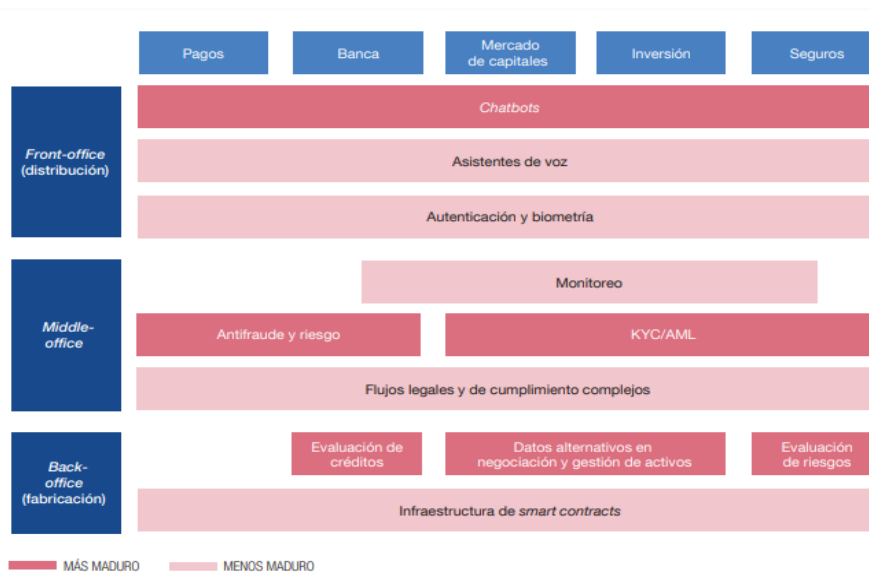 Pagos
Banca
Mercado
de capitales
Inversión
Seguros
Front-office
(distribución)
Chatbots
Asistentes de voz
Autenticación y biometría
Middle-
office
Monitoreo
Antifraude y riesgo
KYC/AML
Flujos legales y de cumplimiento complejos
Back-
office
(fabricación)
Evaluación de
créditos
Datos alternativos en
negociación y gestión de activos
Evaluación
de riesgos
Infraestructura de smart contracts
MÁS MADURO
MENOS MADURO